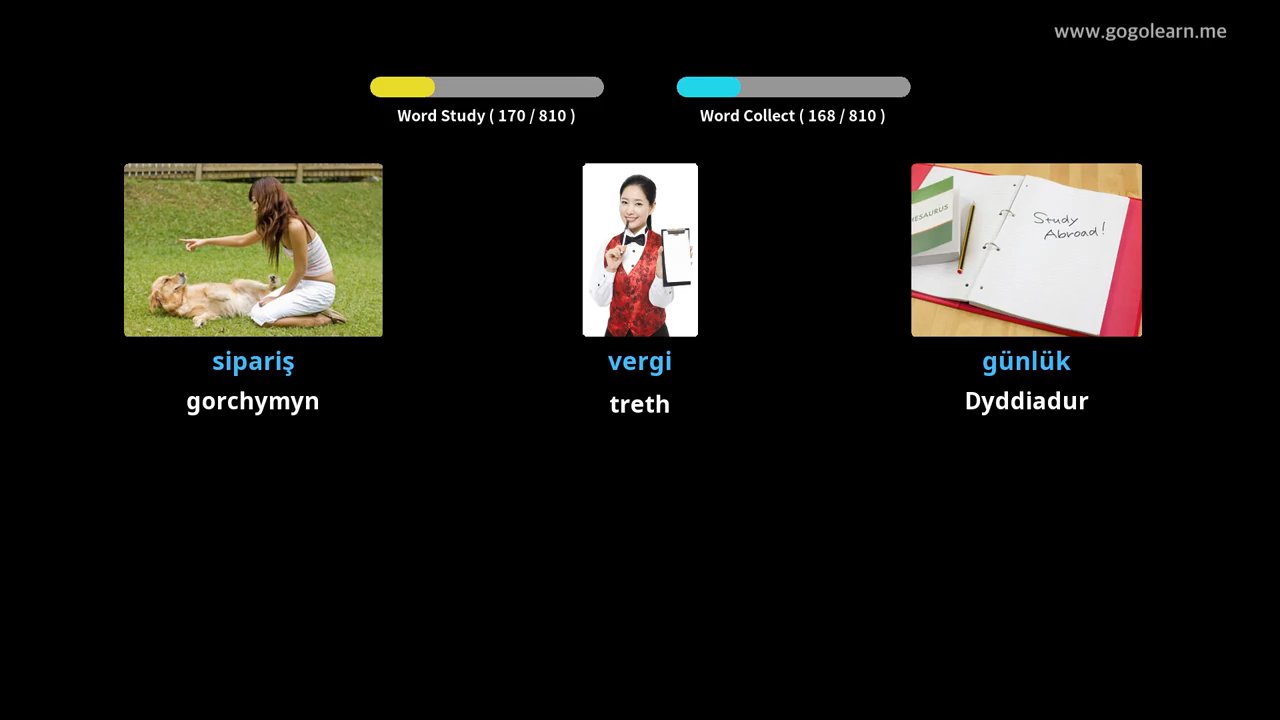 www.gogolearn.me
Word Study ( 170 / 810 )
Word Collect ( 168 / 810 )
Study
Abroad!
sipariş
vergi
günlük
gorchymyn
treth
Dyddiadur